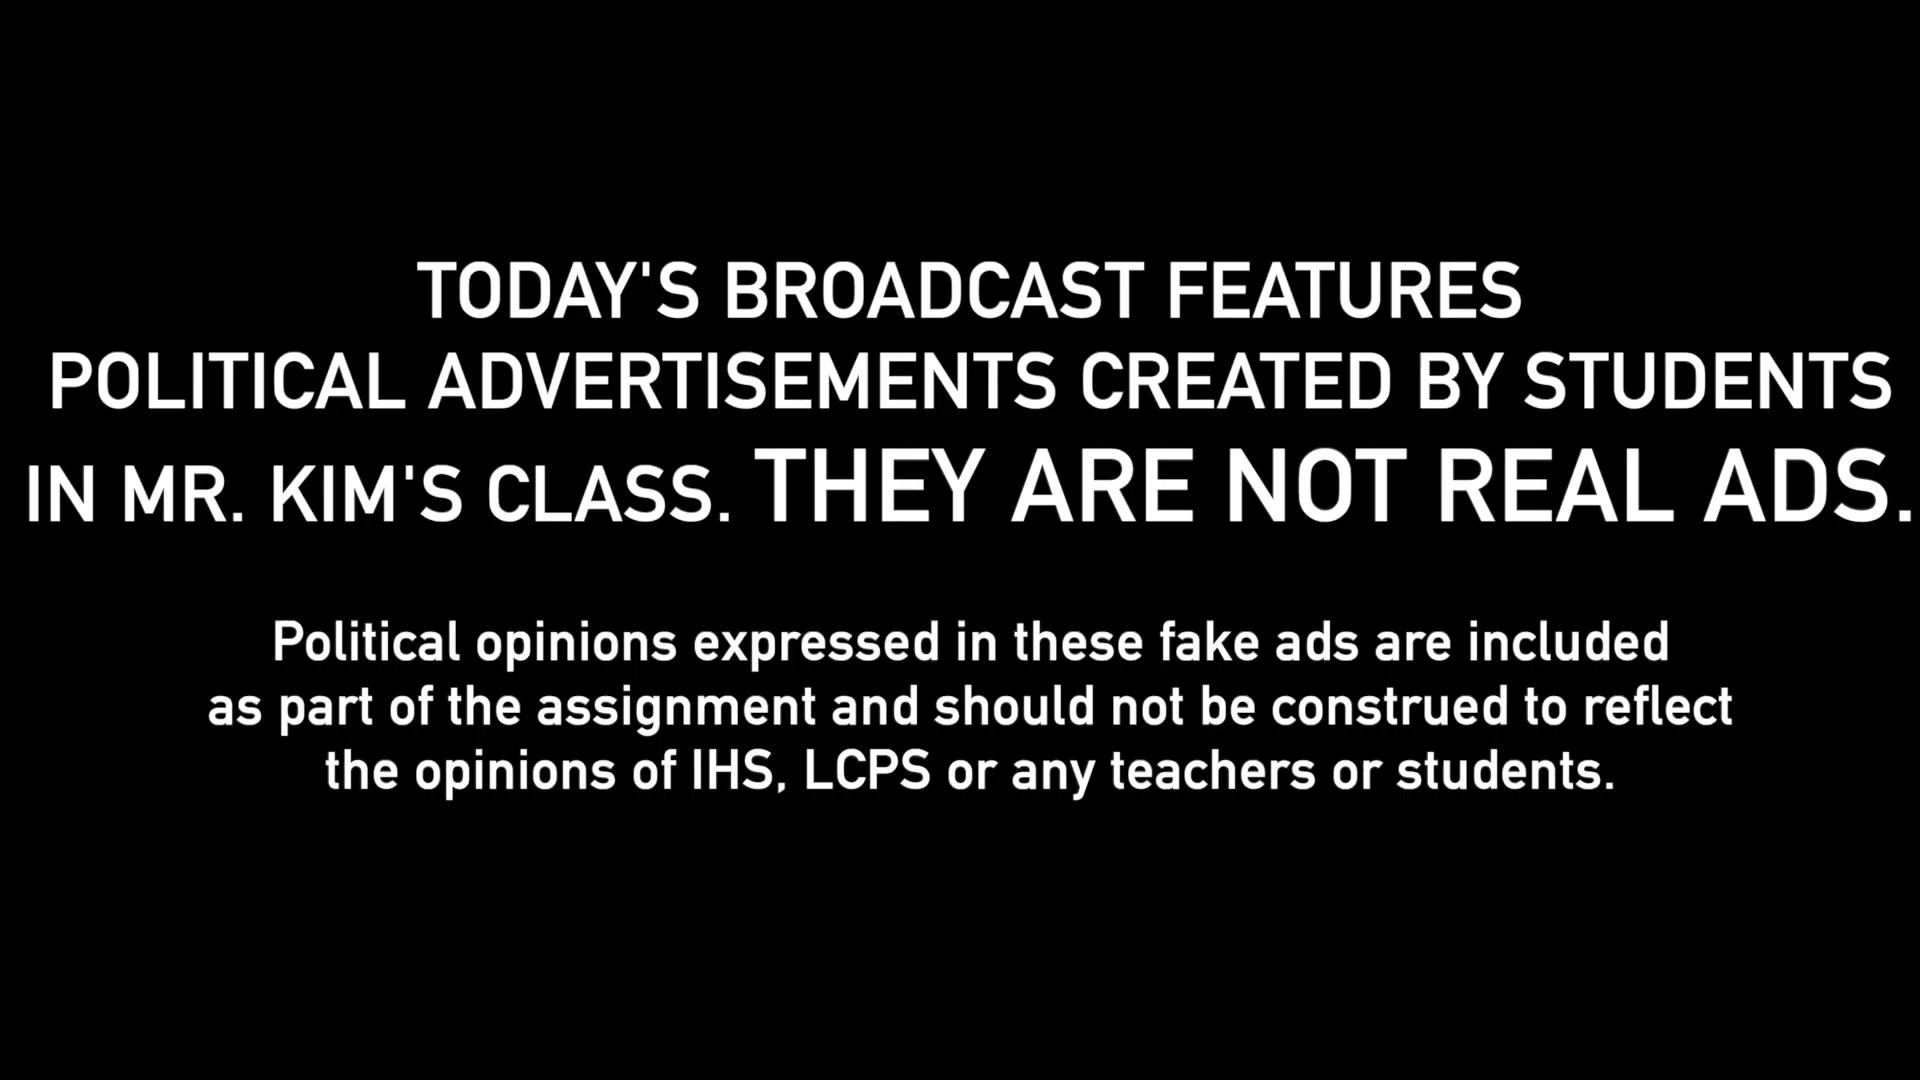 TODAY'S BROADCAST FEATURES
POLITICAL ADVERTISEMENTS CREATED BY STUDENTS
IN MR. KIM'S CLASS. THEY ARE NOT REAL ADS.
Political opinions expressed in these fake ads are included
as part of the assignment and should not be construed to reflect
the opinions of IHS, LCPS or any teachers or students.